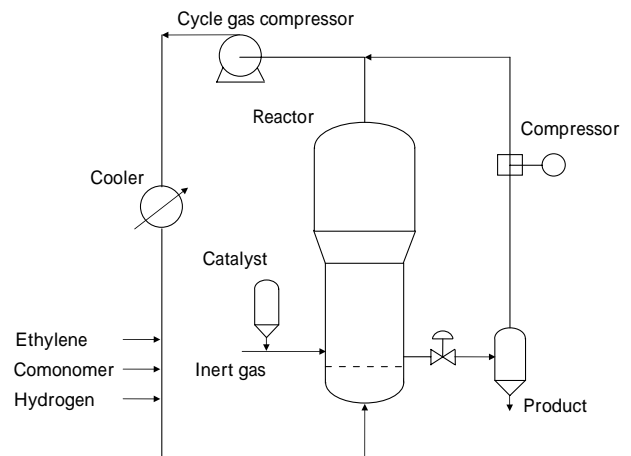 Cycle gas compressor
Reactor
Compressor
Cooler
Catalyst
Ethylene
Inert gas
Comonomer
Hydrogen
Product